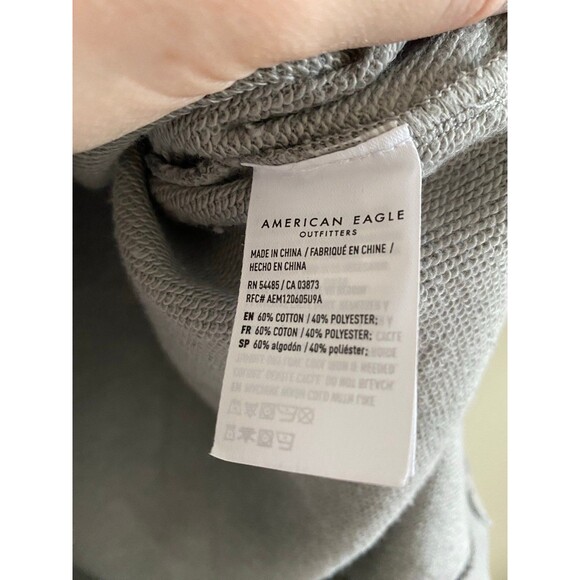 AMERICAN EAGLE
OUTFITTERS
MADE IN CHINA / FABRIQUÉ EN CHINE /
HECHO EN CHINA
RN 54485 / CA 03873
RFC# AEM120605U9A
EN 60% COTTON / 40% POLYESTER;
FR 60% COTON / 40% POLYESTER;
SP 60% algodón / 40% poliéster;